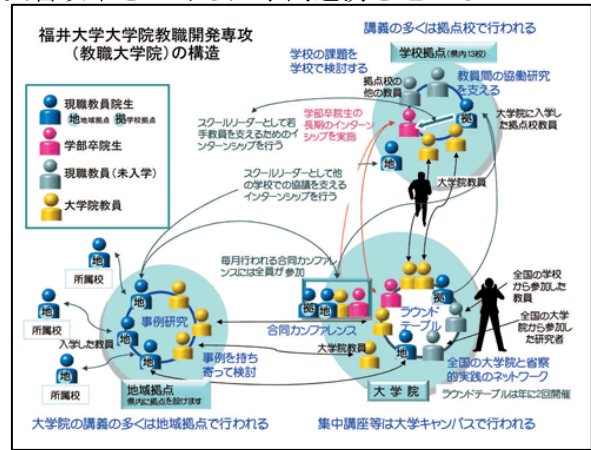 福井大学大学院教職開発専攻
（教職大学院）の構造
現職教員院生
地 地域拠点 拠 学校拠点
学部卒院生
現職教員（未入学）
大学院教員
講義の多くは拠点校で行われる
学校の課題を
学校で検討する
学校拠点（県内13校）
拠点校の
他の教員
教員間の協働研究
を支える
拠
大学院に入学し
た拠点校教員
スクールリーダーとして若
手教員を支えるためのイ
ンターンシップを行う
学部卒院生の
長期のインターン
シップを実施
地
大学院教員
スクールリーダーとして他
の学校での協議を支える
インターンシップを行う
毎月行われる合同カンファレ
ンスには全員が参加
地
所属校
地
所属校
入学した教員
地
所属校
地
地
地
事例研究
事例を持ち
寄って検討
地域拠点
県内に拠点を設けます
大学院の講義の多くは地域拠点で行われる
拠
地
合同カンファレンス
大学院教員
ラウンド
テーブル
拠
地
大学院
全国の学校
から参加した
教員
全国の大学
院から参加し
た研究者
全国の大学院と省察
的実践のネットワーク
ラウンドテーブルは年に2回開催
集中講座等は大学キャンパスで行われる